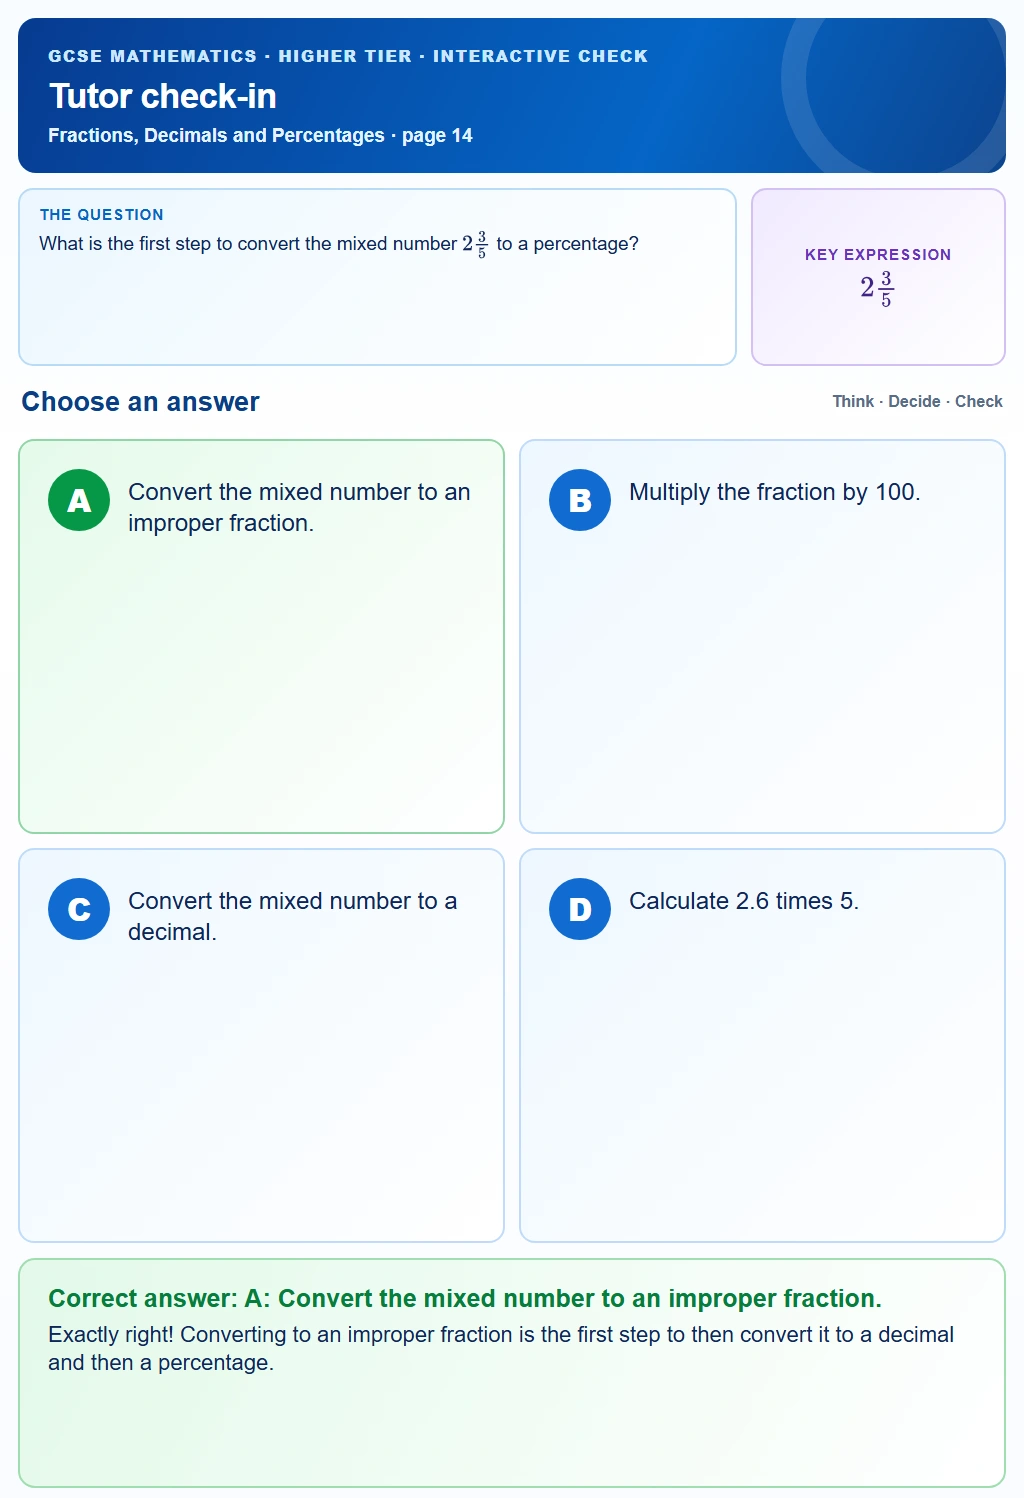 GCSE MATHEMATICS · HIGHER TIER · INTERACTIVE CHECK
Tutor check-in
Fractions, Decimals and Percentages · page 14
THE QUESTION
What is the first step to convert the mixed number 2 3/5 to a percentage?
KEY EXPRESSION
2 3/5
Choose an answer
Think · Decide · Check
A
Convert the mixed number to an
improper fraction.
B
Multiply the fraction by 100.
C
Convert the mixed number to a
decimal.
D
Calculate 2.6 times 5.
Correct answer: A: Convert the mixed number to an improper fraction.
Exactly right! Converting to an improper fraction is the first step to then convert it to a decimal
and then a percentage.